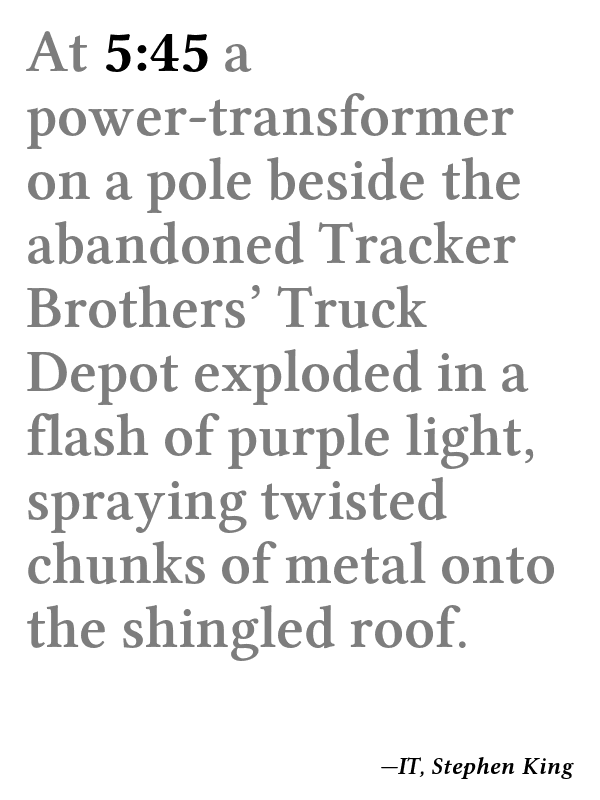 At 5:45 a
power-transformer
on a pole beside the
abandoned Tracker
Brothers’ Truck
Depot exploded in a
flash of purple light,
spraying twisted
chunks of metal onto
the shingled roof.
—IT, Stephen King